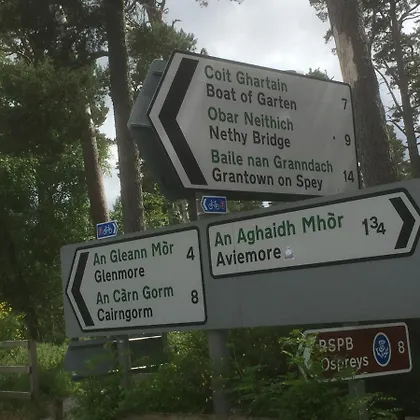 Coit Ghartain
Boat of Garten 7
Obar Neithich
Nethy Bridge 9
Baile nan Granndach
Grantown on Spey 14
An Gleann Mòr
Glenmore 4
An Càrn Gorm
Cairngorm 8
An Aghaidh Mhòr
Aviemore 1¾
RSPB
Ospreys 8